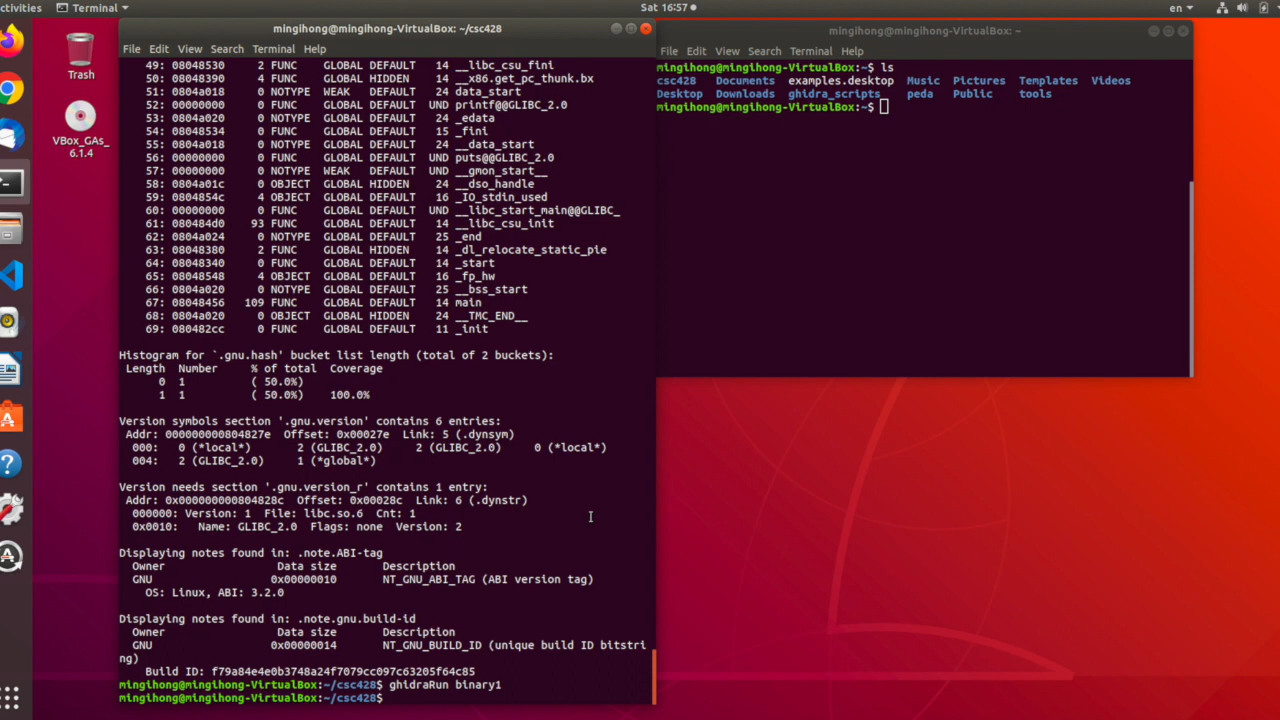 ctivities
Terminal ▾
Sat 16:57
en ▾
Trash
VBox_GAs_
6.1.4
mingihong@mingihong-VirtualBox: ~/csc428
File Edit View Search Terminal Help
49: 08048530 2 FUNC GLOBAL DEFAULT 14 __libc_csu_fini
50: 08048390 4 FUNC GLOBAL HIDDEN 14 __x86.get_pc_thunk.bx
51: 0804a018 0 NOTYPE WEAK DEFAULT 24 data_start
52: 00000000 0 FUNC GLOBAL DEFAULT UND printf@@GLIBC_2.0
53: 0804a020 0 NOTYPE GLOBAL DEFAULT 24 _edata
54: 08048534 0 FUNC GLOBAL DEFAULT 15 _fini
55: 0804a018 0 NOTYPE GLOBAL DEFAULT 24 __data_start
56: 00000000 0 FUNC GLOBAL DEFAULT UND puts@@GLIBC_2.0
57: 00000000 0 NOTYPE WEAK DEFAULT UND __gmon_start__
58: 0804a01c 0 OBJECT GLOBAL HIDDEN 24 __dso_handle
59: 0804854c 4 OBJECT GLOBAL DEFAULT 16 _IO_stdin_used
60: 00000000 0 FUNC GLOBAL DEFAULT UND __libc_start_main@@GLIBC_
61: 080484d0 93 FUNC GLOBAL DEFAULT 14 __libc_csu_init
62: 0804a024 0 NOTYPE GLOBAL DEFAULT 25 _end
63: 08048380 2 FUNC GLOBAL HIDDEN 14 _dl_relocate_static_pie
64: 08048340 0 FUNC GLOBAL DEFAULT 14 _start
65: 08048548 4 OBJECT GLOBAL DEFAULT 16 _fp_hw
66: 0804a020 0 NOTYPE GLOBAL DEFAULT 25 __bss_start
67: 08048456 109 FUNC GLOBAL DEFAULT 14 main
68: 0804a020 0 OBJECT GLOBAL HIDDEN 24 __TMC_END__
69: 080482cc 0 FUNC GLOBAL DEFAULT 11 _init
Histogram for `.gnu.hash' bucket list length (total of 2 buckets):
Length Number % of total Coverage
0 1 ( 50.0%)
1 1 ( 50.0%) 100.0%
Version symbols section '.gnu.version' contains 6 entries:
Addr: 000000000804827e Offset: 0x00027e Link: 5 (.dynsym)
000: 0 (*local*) 2 (GLIBC_2.0) 2 (GLIBC_2.0) 0 (*local*)
004: 2 (GLIBC_2.0) 1 (*global*)
Version needs section '.gnu.version_r' contains 1 entry:
Addr: 0x000000000804828c Offset: 0x00028c Link: 6 (.dynstr)
000000: Version: 1 File: libc.so.6 Cnt: 1
0x0010: Name: GLIBC_2.0 Flags: none Version: 2
Displaying notes found in: .note.ABI-tag
Owner Data size Description
GNU 0x00000010 NT_GNU_ABI_TAG (ABI version tag)
OS: Linux, ABI: 3.2.0
Displaying notes found in: .note.gnu.build-id
Owner Data size Description
GNU 0x00000014 NT_GNU_BUILD_ID (unique build ID bitstri
ng)
Build ID: f79a84e4e0b3748a24f7079cc097c63205f64c85
mingihong@mingihong-VirtualBox:~/csc428$ ghidraRun binary1
mingihong@mingihong-VirtualBox:~/csc428$
mingihong@mingihong-VirtualBox: ~
File Edit View Search Terminal Help
mingihong@mingihong-VirtualBox:~$ ls
csc428 Documents examples.desktop Music Pictures Templates Videos
Desktop Downloads ghidra_scripts peda Public tools
mingihong@mingihong-VirtualBox:~$